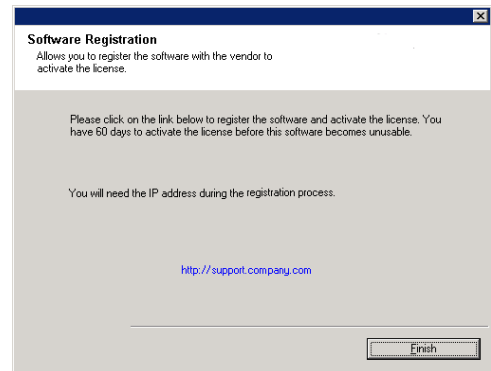 Software Registration
Allows you to register the software with the vendor to
activate the license.
Please click on the link below to register the software and activate the license. You
have 60 days to activate the license before this software becomes unusable.
You will need the IP address during the registration process.
http://support.company.com
Finish